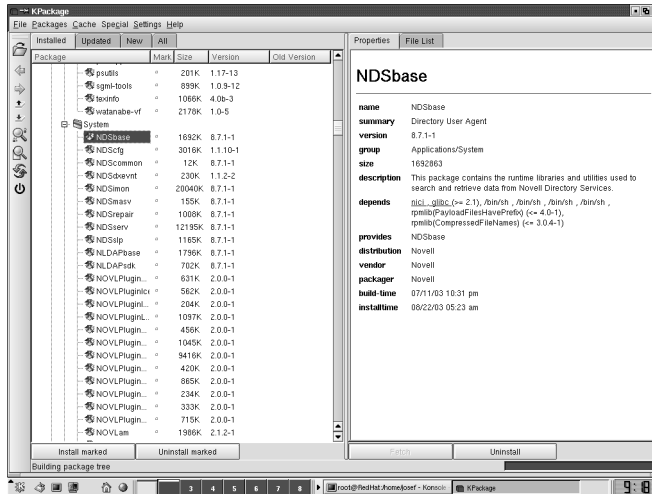 KPackage
File Packages Cache Special Settings Help
Installed Updated New All
Package Mark Size Version Old Version
psutils 201K 1.17-13
sgml-tools 899K 1.0.9-12
texinfo 1066K 4.0b-3
watanabe-vf 2178K 1.0-5
System
NDSbase 1692K 8.7.1-1
NDScfg 3016K 1.1.10-1
NDScommon 12K 8.7.1-1
NDSdxevnt 230K 1.1.2-2
NDSimon 20040K 8.7.1-1
NDSmasv 155K 8.7.1-1
NDSrepair 1008K 8.7.1-1
NDSserv 12195K 8.7.1-1
NDSslp 1165K 8.7.1-1
NLDAPbase 1796K 8.7.1-1
NLDAPsdk 702K 8.7.1-1
NOVLPlugin... 631K 2.0.0-1
NOVLPluginIce 562K 2.0.0-1
NOVLPluginI... 204K 2.0.0-1
NOVLPluginL... 1097K 2.0.0-1
NOVLPlugin... 456K 2.0.0-1
NOVLPlugin... 1045K 2.0.0-1
NOVLPlugin... 9416K 2.0.0-1
NOVLPlugin... 420K 2.0.0-1
NOVLPlugin... 865K 2.0.0-1
NOVLPlugin... 234K 2.0.0-1
NOVLPlugin... 333K 2.0.0-1
NOVLPlugin... 715K 2.0.0-1
NOVLam 1986K 2.1.2-1
Install marked Uninstall marked
Building package tree
Properties File List
NDSbase
name NDSbase
summary Directory User Agent
version 8.7.1-1
group Applications/System
size 1692863
description This package contains the runtime libraries and utilities used to
search and retrieve data from Novell Directory Services.
depends nici , glibc (>= 2.1), /bin/sh , /bin/sh , /bin/sh , /bin/sh ,
rpmlib(PayloadFilesHavePrefix) (<= 4.0-1),
rpmlib(CompressedFileNames) (<= 3.0.4-1)
provides NDSbase
distribution Novell
vendor Novell
packager Novell
build-time 07/11/03 10:31 pm
installtime 08/22/03 05:23 am
Fetch Uninstall
3 4 5 6 7 8 root@RedHat:/home/josef - Konsole KPackage